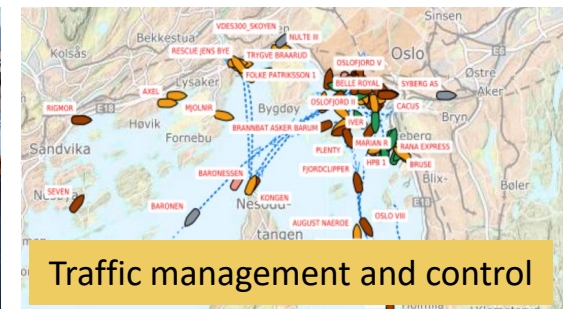 VDES300_SKOYEN
Sinsen
Bekkestua
NULTE III
Kolsås
RESCUE JENS BYE
TRYGVE BRAARUD
Oslo
OSLOFJORD V
Østre
Lysaker
FOLKE PATRIKSSON 1
BELLE ROYAL
SYBERG AS
Aker
AXEL
OSLOFJORD II
CACUS
RIGMOR
E18
MJOLNIR
Bygdøy
Bryn
Høvik
IVER
Fornebu
BRANNBAT ASKER BARUM
eberg
Sandvika
MARIAN R
RANA EXPRESS
PLENTY
HPB 1
BRUSE
BARONESSEN
FJORDCLIPPER
Blix-
Bøler
SEVEN
KONGEN
E18
BARONEN
Nesodd-
OSLO VIII
tangen
AUGUST NAEROE
Traffic management and control